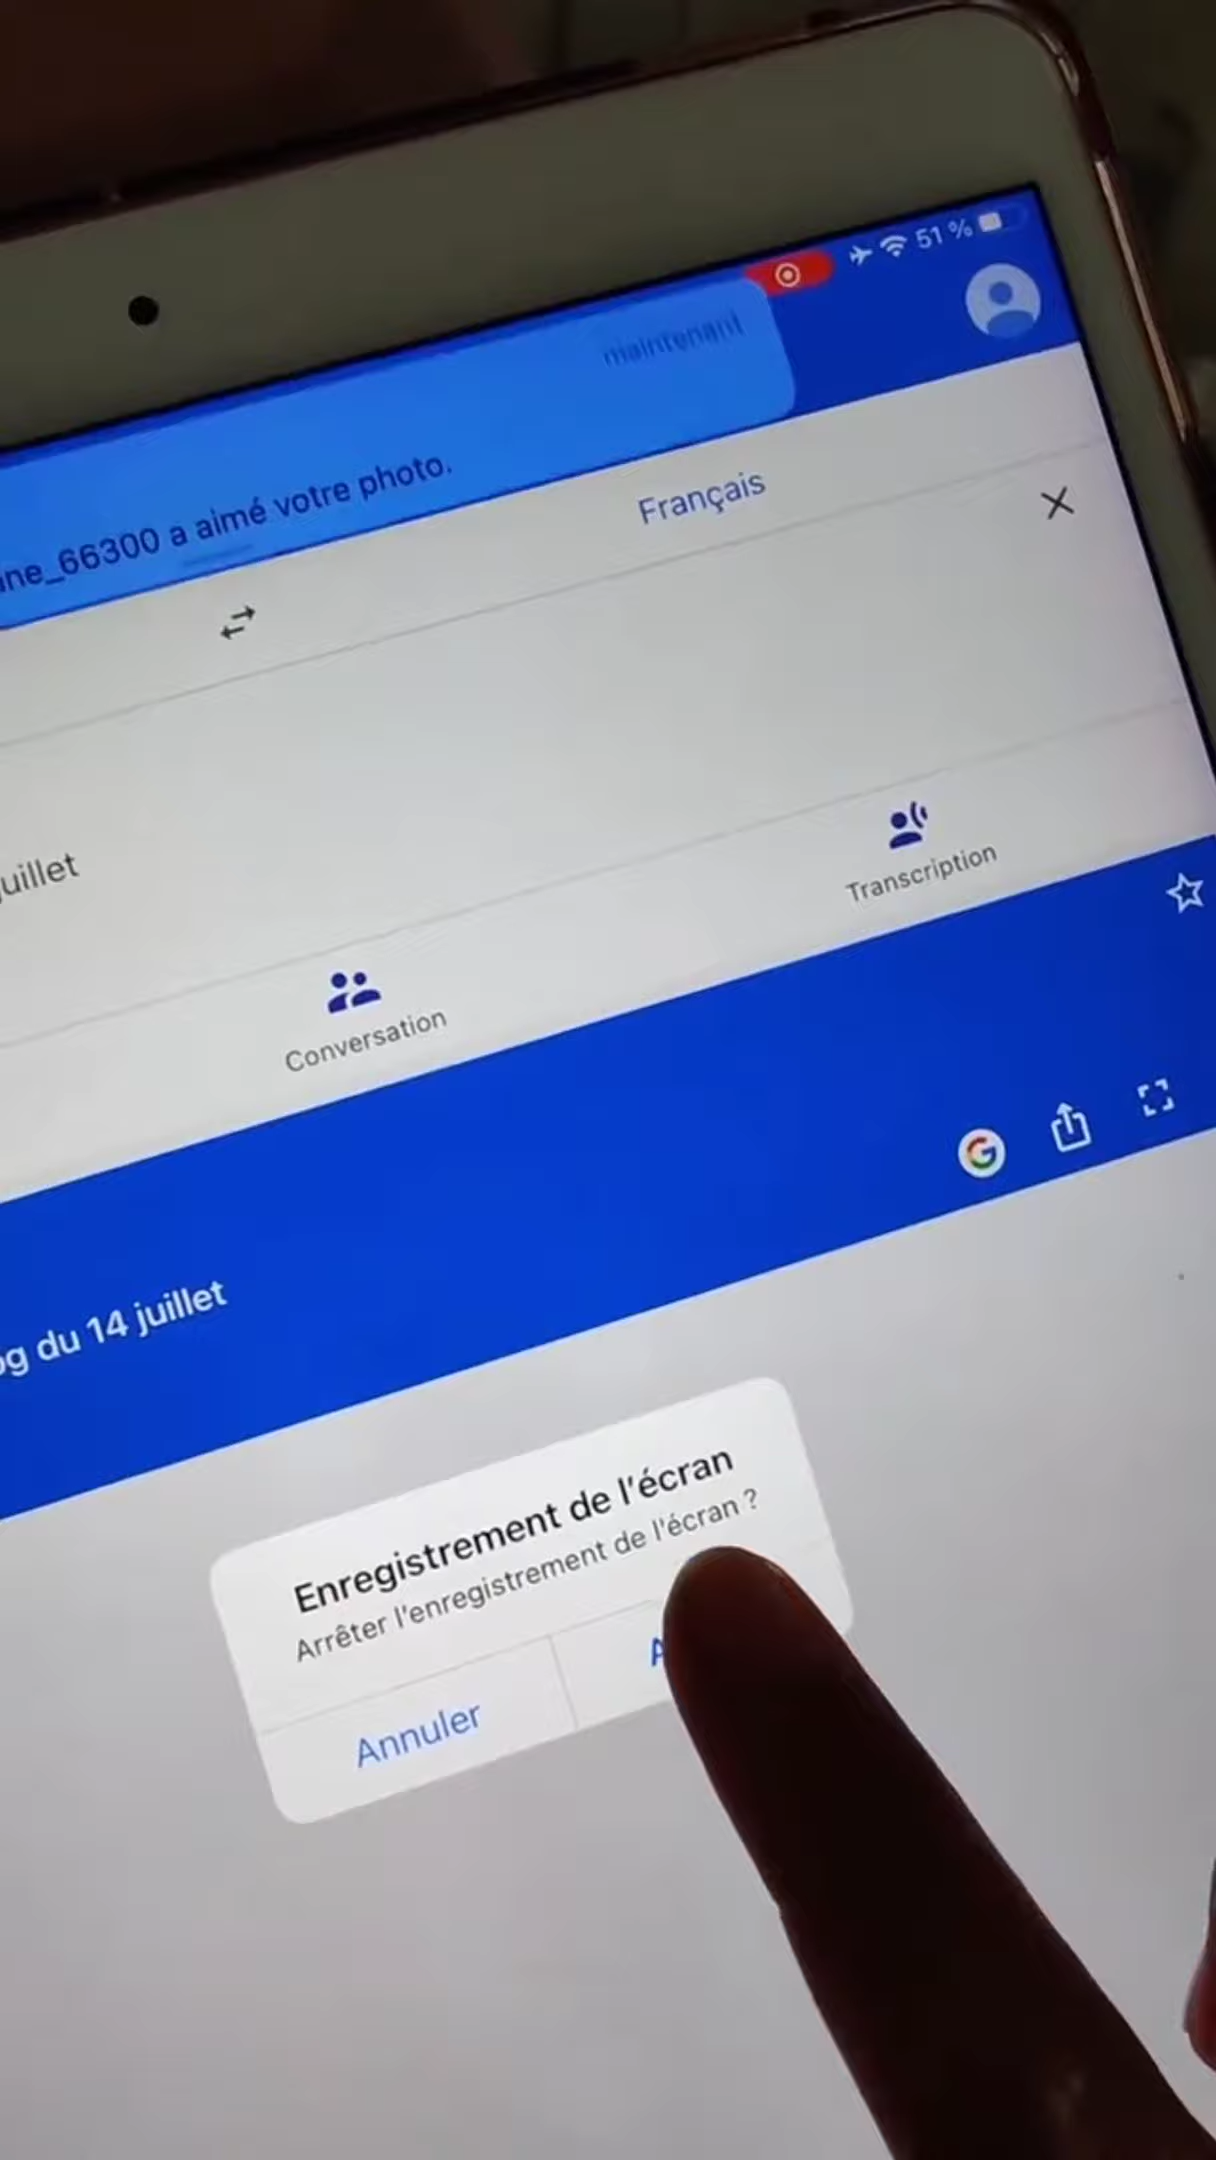 51 %
maintenant
ne_66300 a aimé votre photo.
Français
uillet
Transcription
Conversation
og du 14 juillet
Enregistrement de l'écran
Arrêter l'enregistrement de l'écran ?
Annuler
A